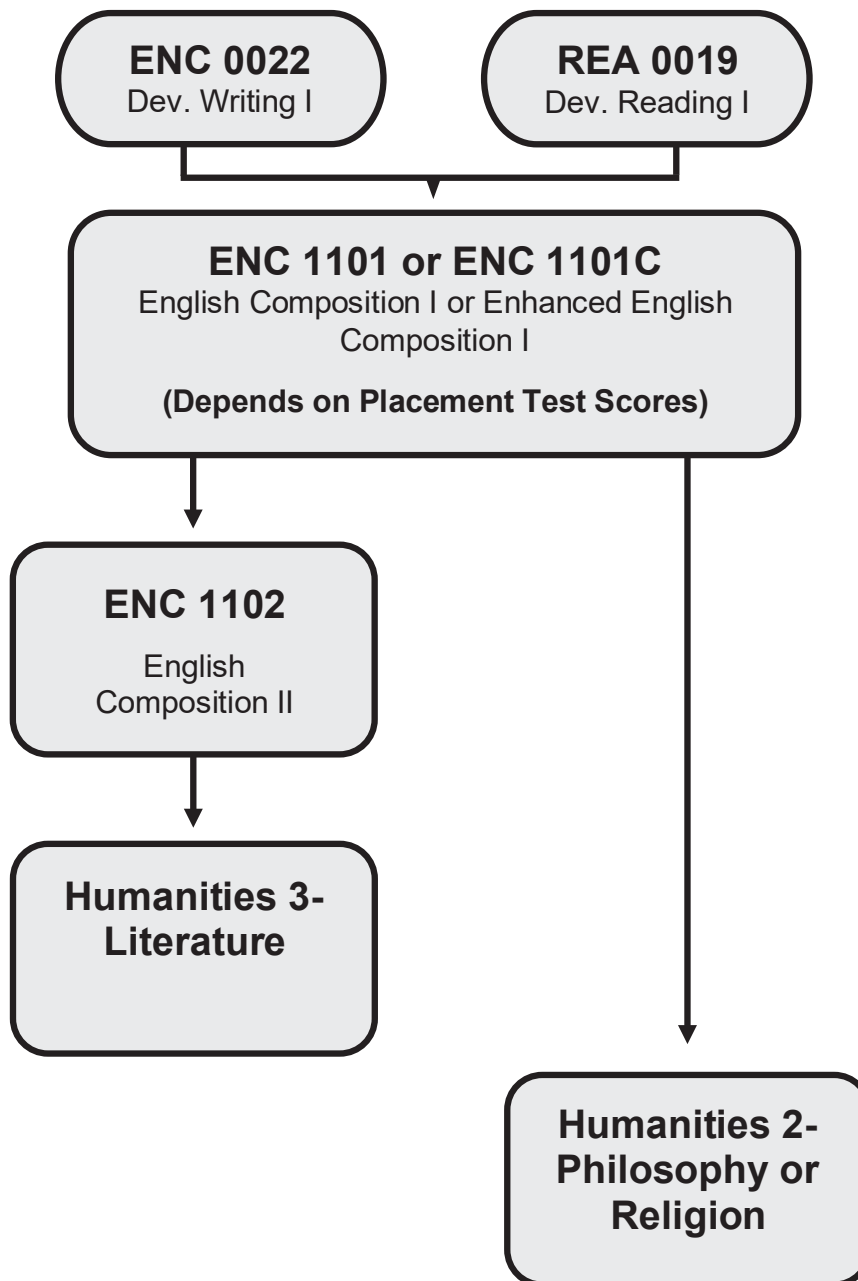 ENC 0022
Dev. Writing I
REA 0019
Dev. Reading I
ENC 1101 or ENC 1101C
English Composition I or Enhanced English
Composition I
(Depends on Placement Test Scores)
ENC 1102
English
Composition II
Humanities 3-
Literature
Humanities 2-
Philosophy or
Religion